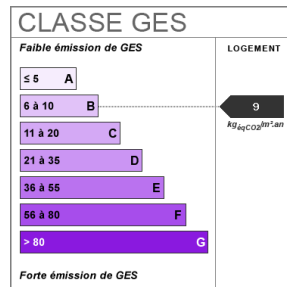 CLASSE GES
Faible émission de GES
LOGEMENT
≤ 5 A
6 à 10 B
9
kgéqCO2/m².an
11 à 20 C
21 à 35 D
36 à 55 E
56 à 80 F
> 80 G
Forte émission de GES